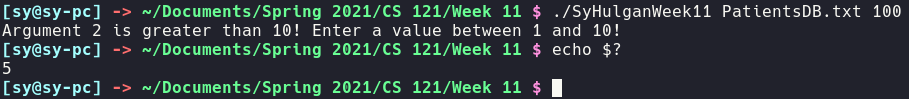 [sy@sy-pc] -> ~/Documents/Spring 2021/CS 121/Week 11 $ ./SyHulganWeek11 PatientsDB.txt 100
Argument 2 is greater than 10! Enter a value between 1 and 10!
[sy@sy-pc] -> ~/Documents/Spring 2021/CS 121/Week 11 $ echo $?
5
[sy@sy-pc] -> ~/Documents/Spring 2021/CS 121/Week 11 $